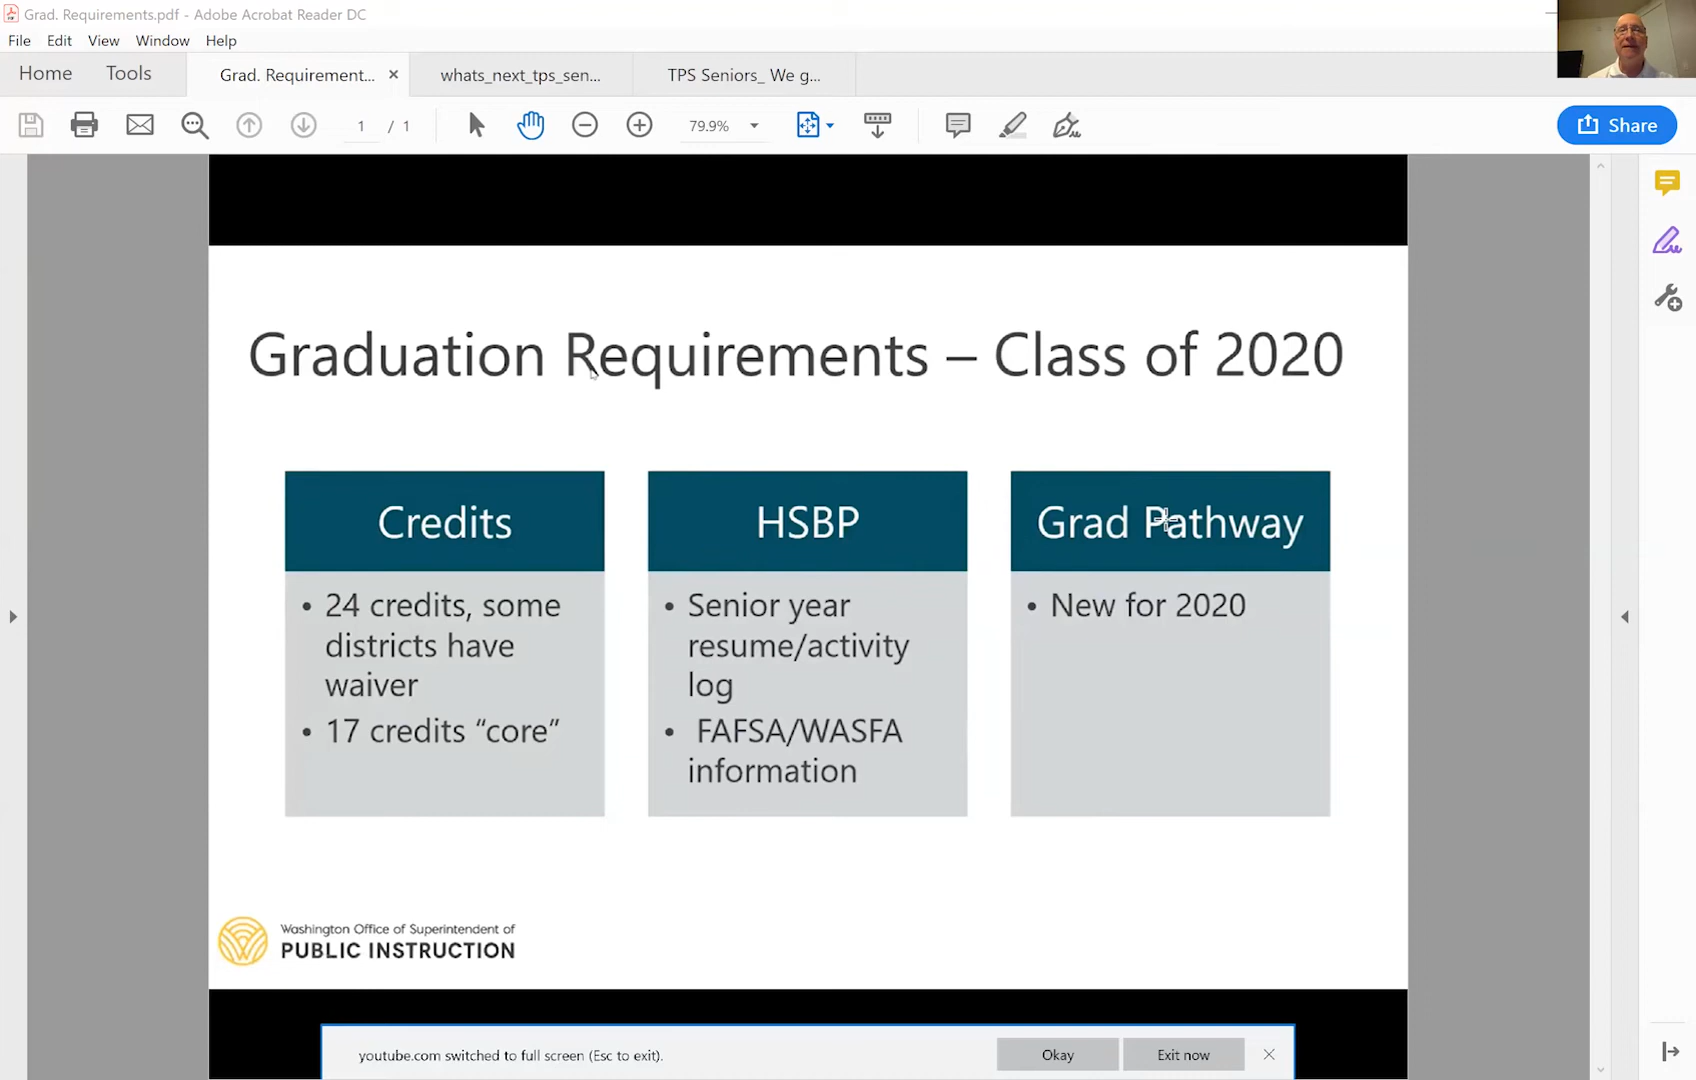 Grad. Requirements.pdf - Adobe Acrobat Reader DC
File Edit View Window Help
Home Tools Grad. Requirement... × whats_next_tps_sen... TPS Seniors_ We g...
1 / 1 79.9% Share
Graduation Requirements – Class of 2020
Credits
• 24 credits, some
districts have
waiver
• 17 credits “core”
HSBP
• Senior year
resume/activity
log
• FAFSA/WASFA
information
Grad Pathway
• New for 2020
Washington Office of Superintendent of
PUBLIC INSTRUCTION
youtube.com switched to full screen (Esc to exit). Okay Exit now